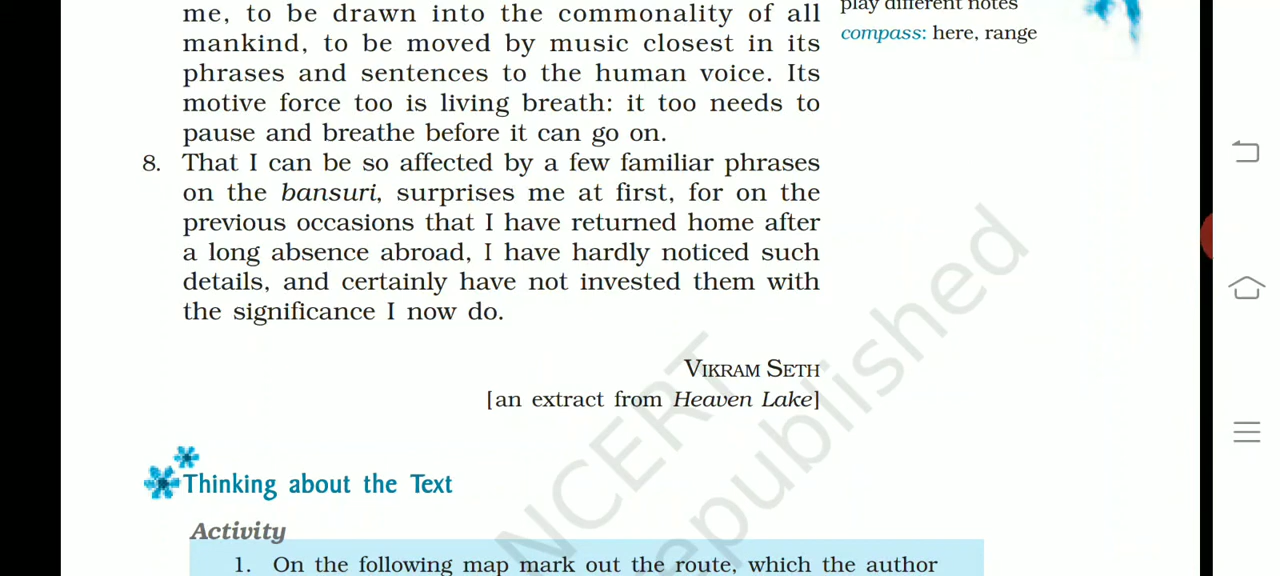 me, to be drawn into the commonality of all
mankind, to be moved by music closest in its
phrases and sentences to the human voice. Its
motive force too is living breath: it too needs to
pause and breathe before it can go on.
play different notes
compass: here, range
8. That I can be so affected by a few familiar phrases
on the bansuri, surprises me at first, for on the
previous occasions that I have returned home after
a long absence abroad, I have hardly noticed such
details, and certainly have not invested them with
the significance I now do.
VIKRAM SETH
[an extract from Heaven Lake]
Thinking about the Text
Activity
1. On the following map mark out the route, which the author
NCERT
epublished